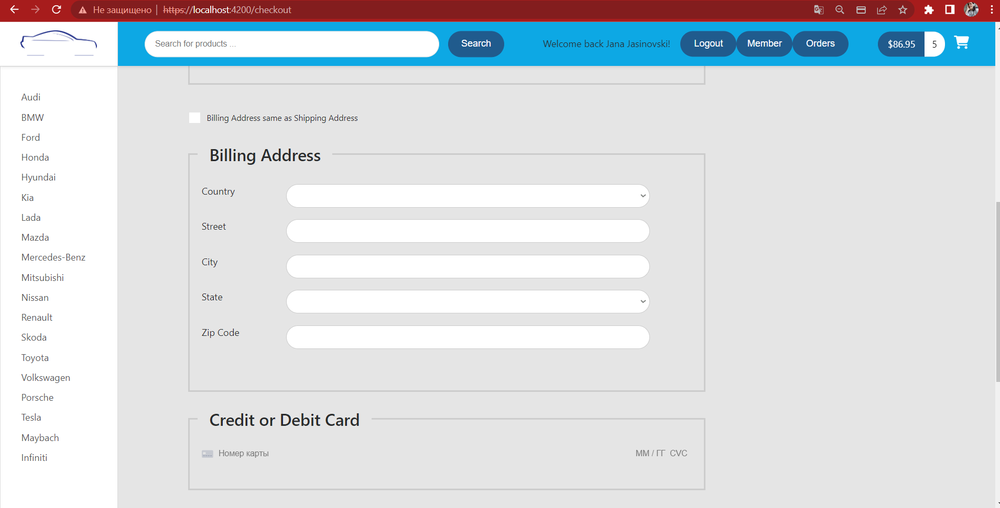 Не защищено | https://localhost:4200/checkout
Search for products ...
Search
Welcome back Jana Jasinovski!
Logout
Member
Orders
$86.95
5
Audi
BMW
Ford
Honda
Hyundai
Kia
Lada
Mazda
Mercedes-Benz
Mitsubishi
Nissan
Renault
Skoda
Toyota
Volkswagen
Porsche
Tesla
Maybach
Infiniti
Billing Address same as Shipping Address
Billing Address
Country
Street
City
State
Zip Code
Credit or Debit Card
Номер карты
ММ / ГГ CVC